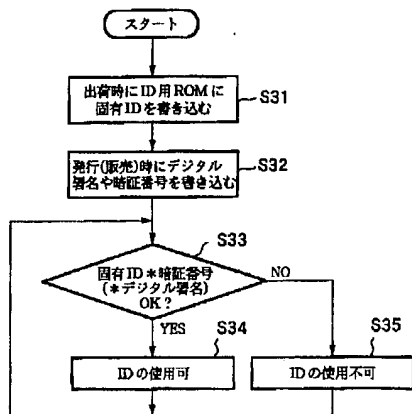 スタート
出荷時にID用ROMに
固有IDを書き込む
S31
発行(販売)時にデジタル
署名や暗証番号を書き込む
S32
固有ID*暗証番号
(*デジタル署名)
OK?
S33
NO
YES
S34
IDの使用可
S35
IDの使用不可